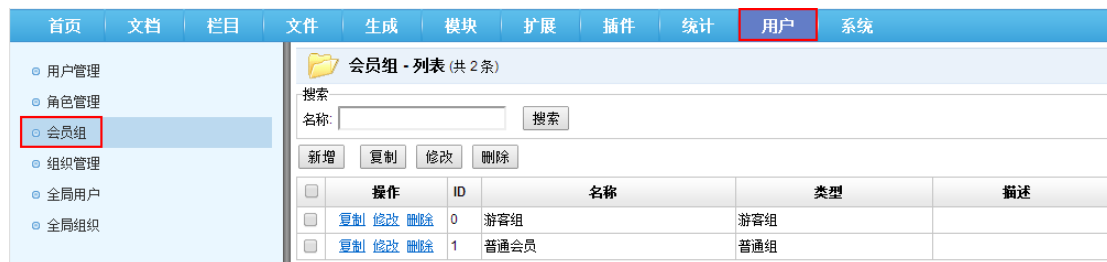 首页 文档 栏目 文件 生成 模块 扩展 插件 统计 用户 系统
用户管理
角色管理
会员组
组织管理
全局用户
全局组织
会员组 - 列表 (共 2 条)
搜索
名称: 搜索
新增 复制 修改 删除
操作 ID 名称 类型 描述
复制 修改 删除 0 游客组 游客组
复制 修改 删除 1 普通会员 普通组